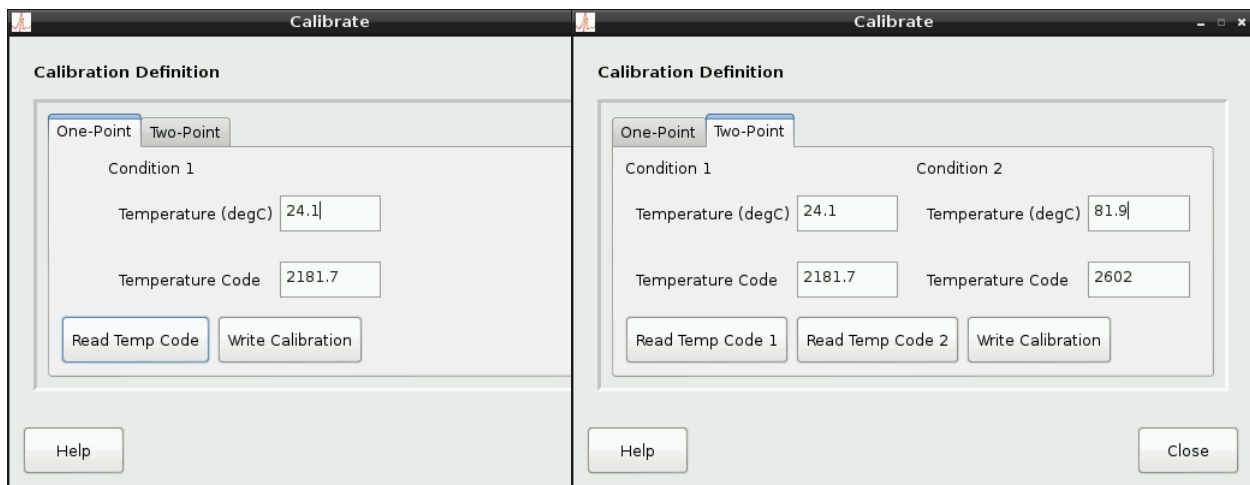 Calibrate
Calibration Definition
One-Point Two-Point
Condition 1
Temperature (degC) 24.1
Temperature Code 2181.7
Read Temp Code Write Calibration
Help
Calibrate
Calibration Definition
One-Point Two-Point
Condition 1 Condition 2
Temperature (degC) 24.1 Temperature (degC) 81.9
Temperature Code 2181.7 Temperature Code 2602
Read Temp Code 1 Read Temp Code 2 Write Calibration
Help Close